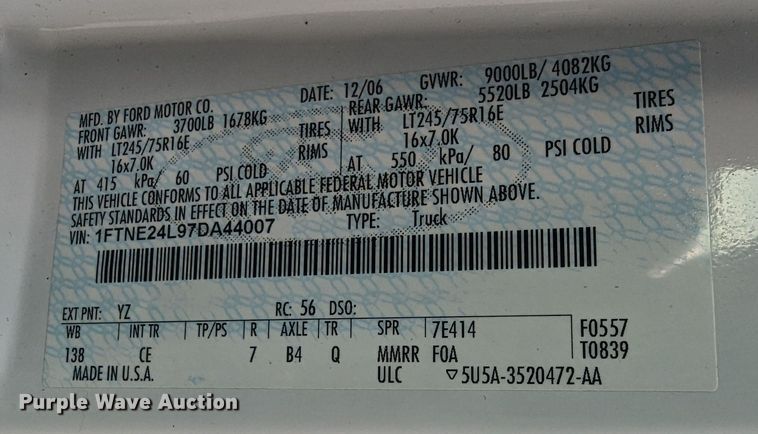 MFD. BY FORD MOTOR CO. DATE: 12/06 GVWR: 9000LB/ 4082KG
FRONT GAWR: 3700LB 1678KG REAR GAWR: 5520LB 2504KG
WITH LT245/75R16E TIRES WITH LT245/75R16E TIRES
16x7.0K RIMS 16x7.0K RIMS
AT 415 kPa/ 60 PSI COLD AT 550 kPa/ 80 PSI COLD
THIS VEHICLE CONFORMS TO ALL APPLICABLE FEDERAL MOTOR VEHICLE
SAFETY STANDARDS IN EFFECT ON THE DATE OF MANUFACTURE SHOWN ABOVE.
VIN: 1FTNE24L97DA44007 TYPE: Truck
EXT PNT: YZ RC: 56 DSO:
WB INT TR TP/PS R AXLE TR SPR 7E414 F0557
138 CE 7 B4 Q MMRR FOA T0839
MADE IN U.S.A. ULC ▽5U5A-3520472-AA
Purple Wave Auction
Purple Wave Auction